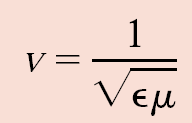 v = 1/√(ϵμ)